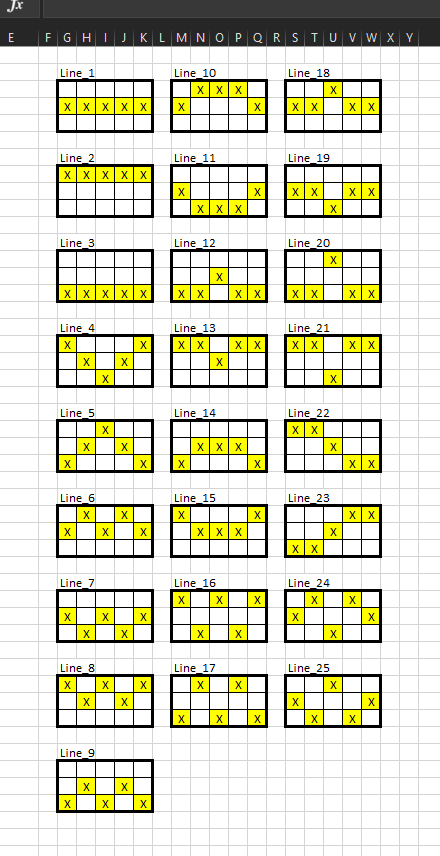 fx
E F G H I J K L M N O P Q R S T U V W X Y
Line_1 Line_10 Line_18
X X X X
X X X X X X X X X X X
Line_2 Line_11 Line_19
X X X X X
X X X X X X
X X X X
Line_3 Line_12 Line_20
X
X
X X X X X X X X X X X X X
Line_4 Line_13 Line_21
X X X X X X X X X X
X X X
X X
Line_5 Line_14 Line_22
X X X
X X X X X X
X X X X X X
Line_6 Line_15 Line_23
X X X X X X
X X X X X X X
X X
Line_7 Line_16 Line_24
X X X X X
X X X X X
X X X X X
Line_8 Line_17 Line_25
X X X X X X
X X X X
X X X X X
Line_9
X X
X X X